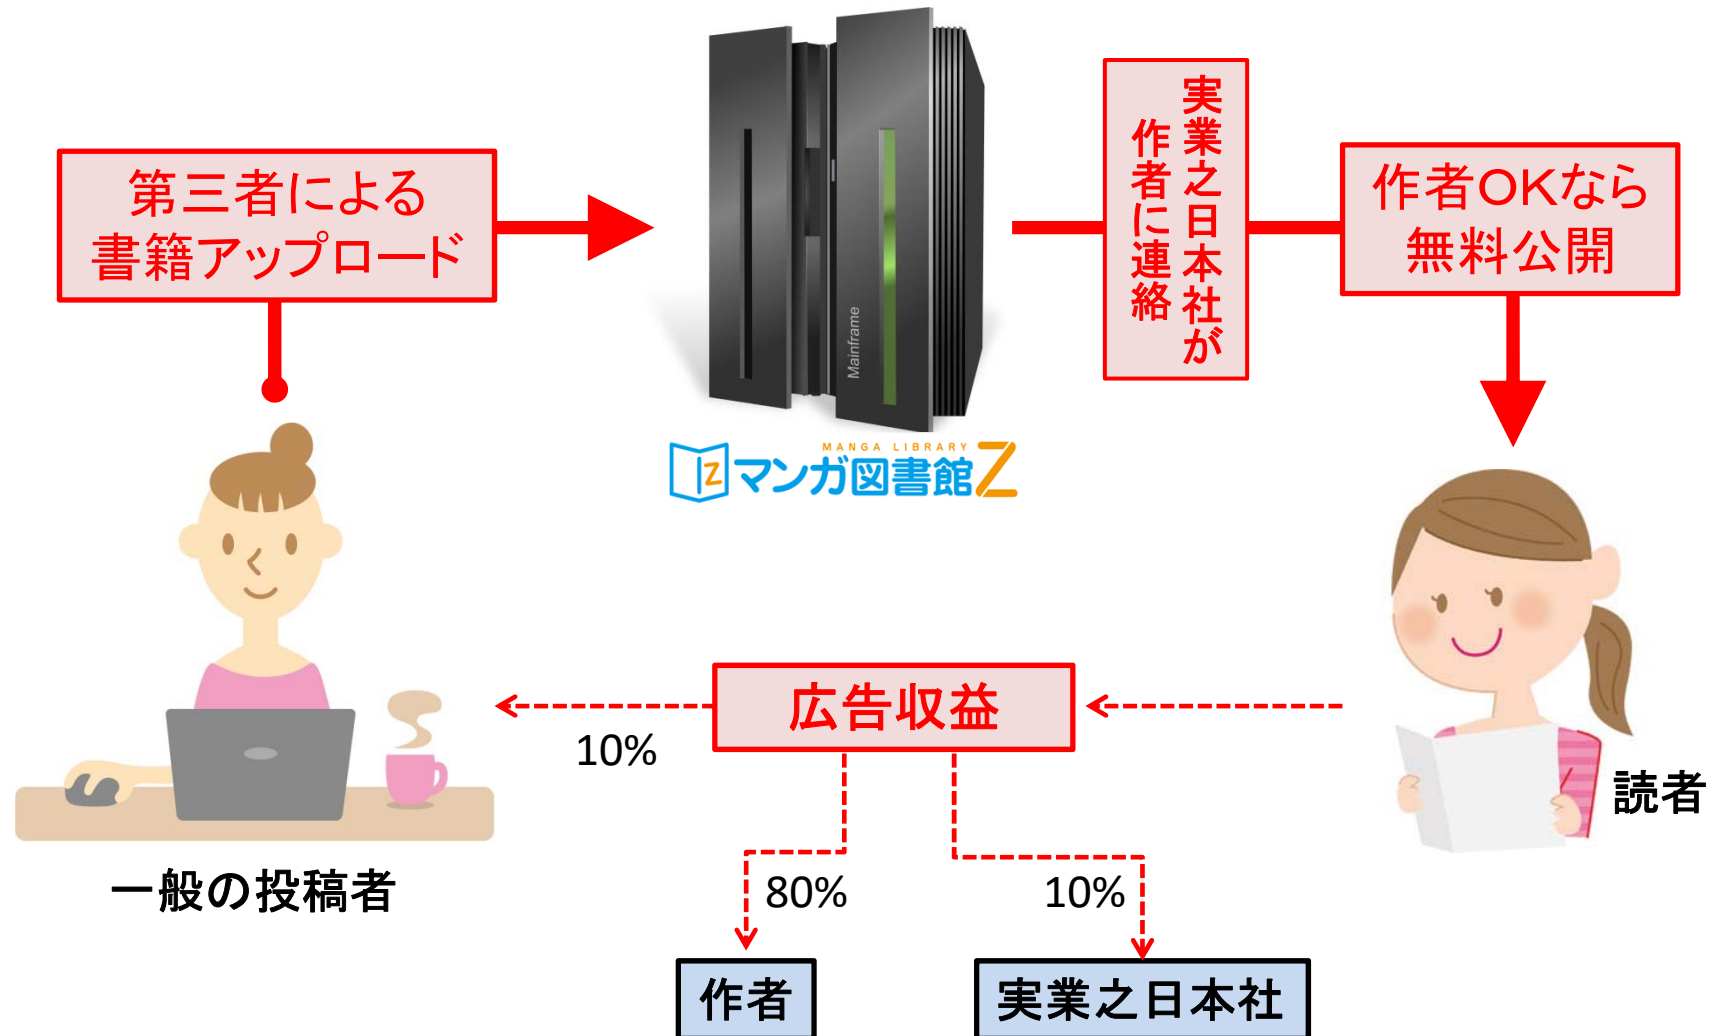 第三者による
書籍アップロード
Mainframe
MANGA LIBRARY
Z マンガ図書館Z
実業之日本社が
作者に連絡
作者OKなら
無料公開
広告収益
10%
80%
10%
一般の投稿者
読者
作者
実業之日本社